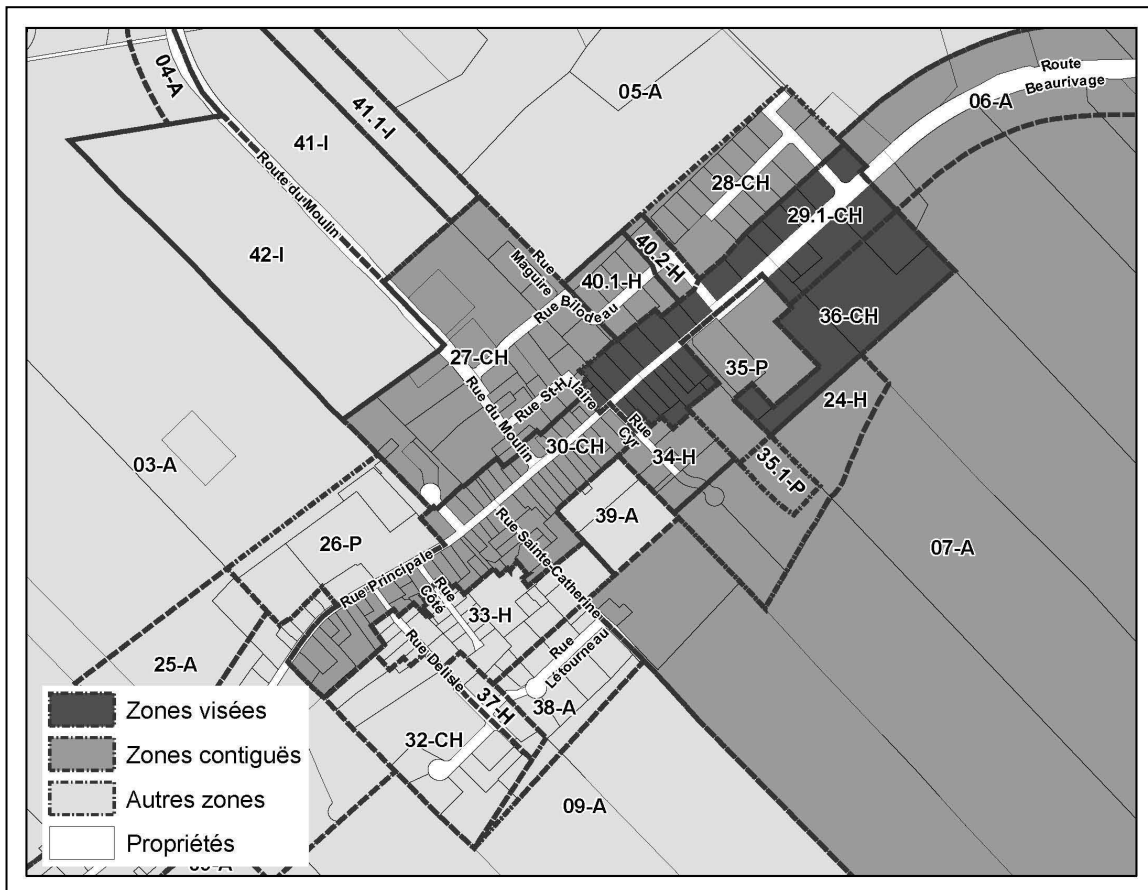 04-A
05-A
Route
Beaurivage
06-A
41.1-I
41-I
Route du Moulin
28-CH
29.1-CH
42-I
Rue
Maguire
40.2-H
40.1-H
Rue Bilodeau
36-CH
27-CH
35-P
24-H
Rue St-Hilaire
Rue du Moulin
Rue
Cyr
30-CH
34-H
35.1-P
03-A
39-A
26-P
07-A
Rue Sainte-Catherine
Rue Principale
Rue
Côté
33-H
Rue
Létourneau
25-A
Rue Delisle
37-H
38-A
32-CH
09-A
Zones visées
Zones contiguës
Autres zones
Propriétés